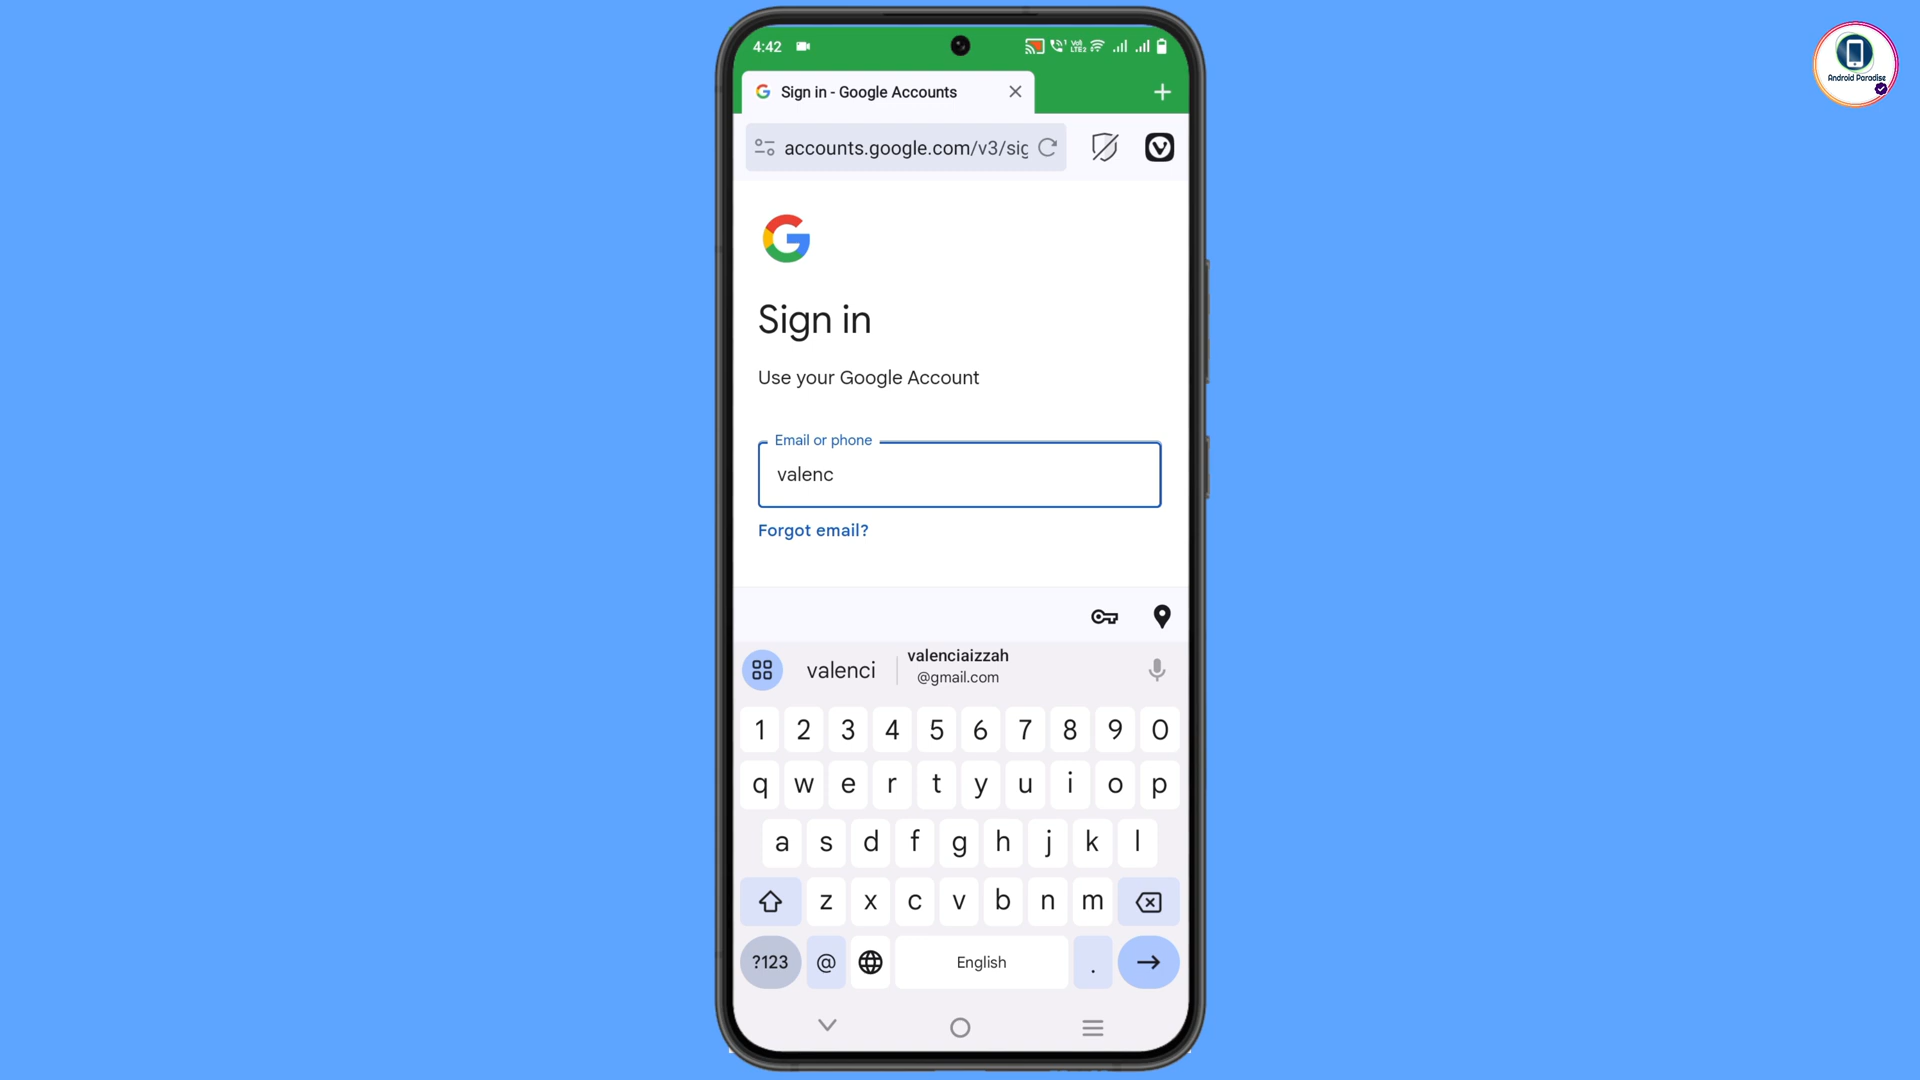 4:42
Vo)
LTE2
Android Paradise
Sign in - Google Accounts
accounts.google.com/v3/sig
Sign in
Use your Google Account
Email or phone
valenc
Forgot email?
valenci
valenciaizzah
@gmail.com
1 2 3 4 5 6 7 8 9 0
q w e r t y u i o p
a s d f g h j k l
z x c v b n m
?123 @ English .